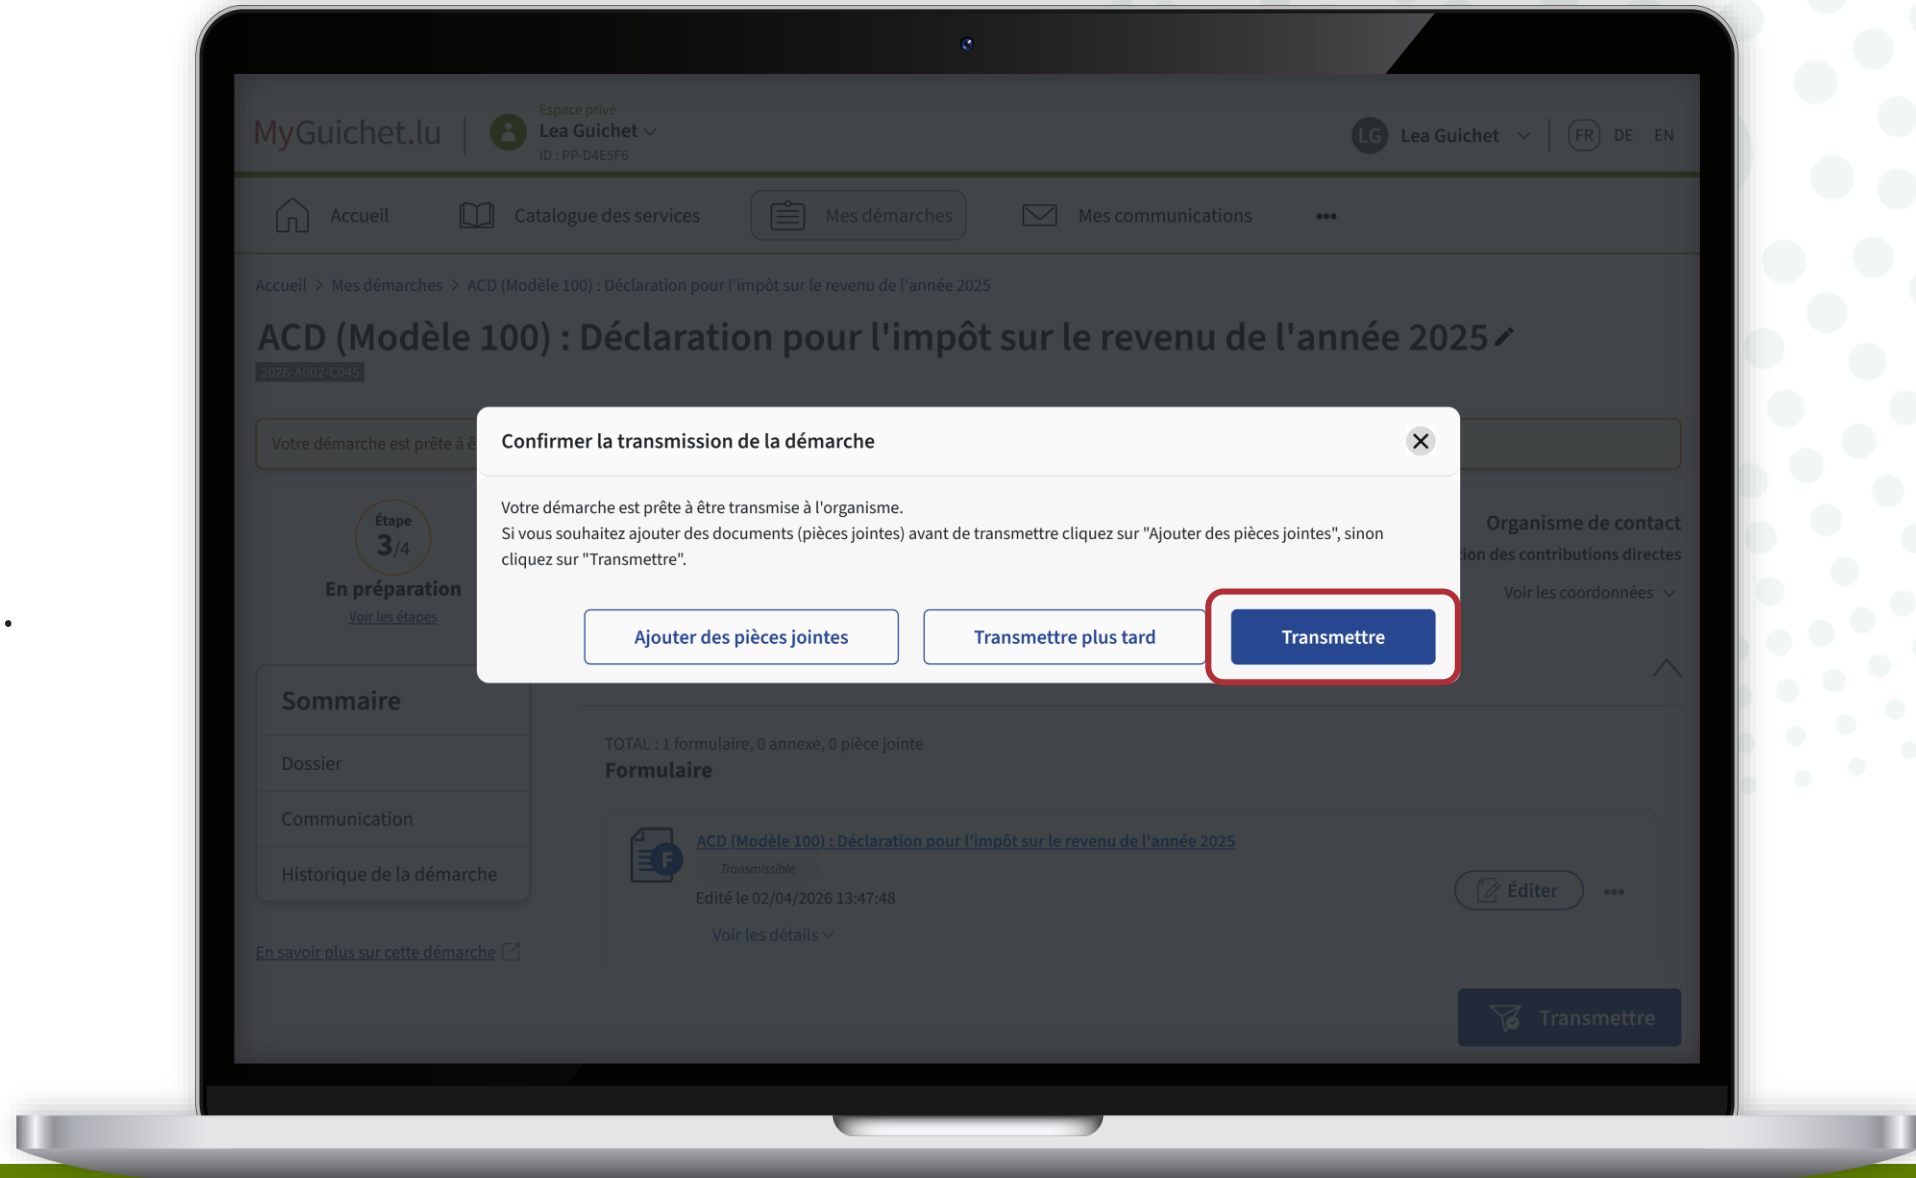 Espace privé
MyGuichet.lu
Lea Guichet
ID : PP-D4E5F6
LG Lea Guichet FR DE EN
Accueil Catalogue des services Mes démarches Mes communications •••
Accueil > Mes démarches > ACD (Modèle 100) : Déclaration pour l'impôt sur le revenu de l'année 2025
ACD (Modèle 100) : Déclaration pour l'impôt sur le revenu de l'année 2025
2026-A002-C045
Votre démarche est prête à ê
Confirmer la transmission de la démarche
Votre démarche est prête à être transmise à l'organisme.
Si vous souhaitez ajouter des documents (pièces jointes) avant de transmettre cliquez sur "Ajouter des pièces jointes", sinon
cliquez sur "Transmettre".
Ajouter des pièces jointes Transmettre plus tard Transmettre
Étape
3/4
En préparation
Voir les étapes
Organisme de contact
ion des contributions directes
Voir les coordonnées
.
Sommaire
Dossier
Communication
Historique de la démarche
En savoir plus sur cette démarche
TOTAL : 1 formulaire, 0 annexe, 0 pièce jointe
Formulaire
F
ACD (Modèle 100) : Déclaration pour l'impôt sur le revenu de l'année 2025
Transmissible
Edité le 02/04/2026 13:47:48
Voir les détails
Éditer •••
Transmettre